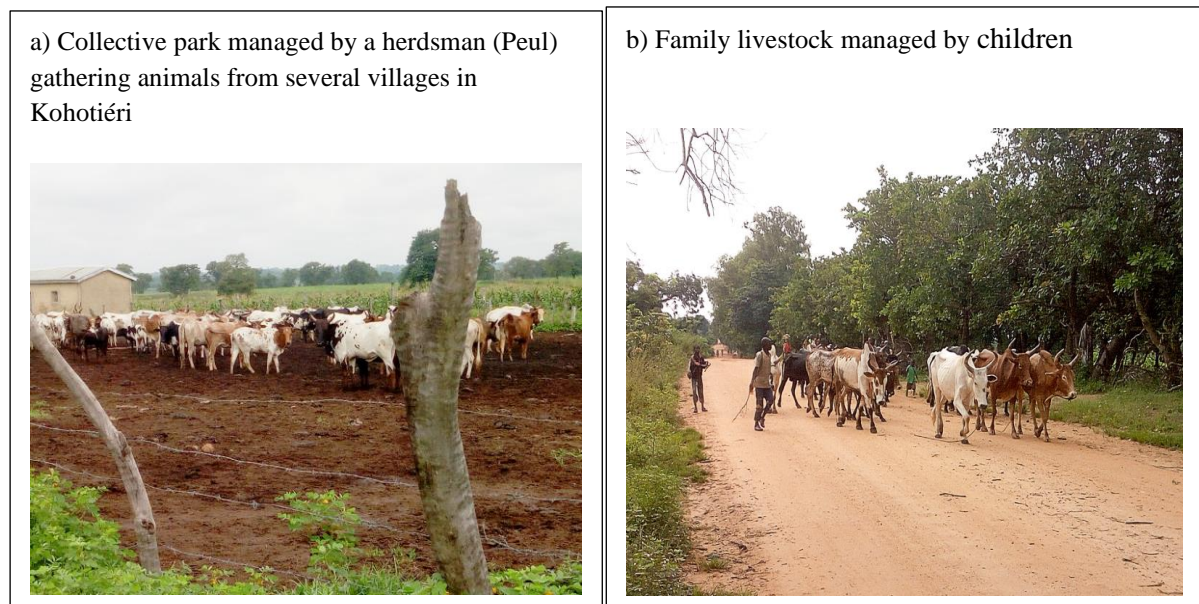 a) Collective park managed by a herdsman (Peul)
gathering animals from several villages in
Kohotiéri
b) Family livestock managed by children